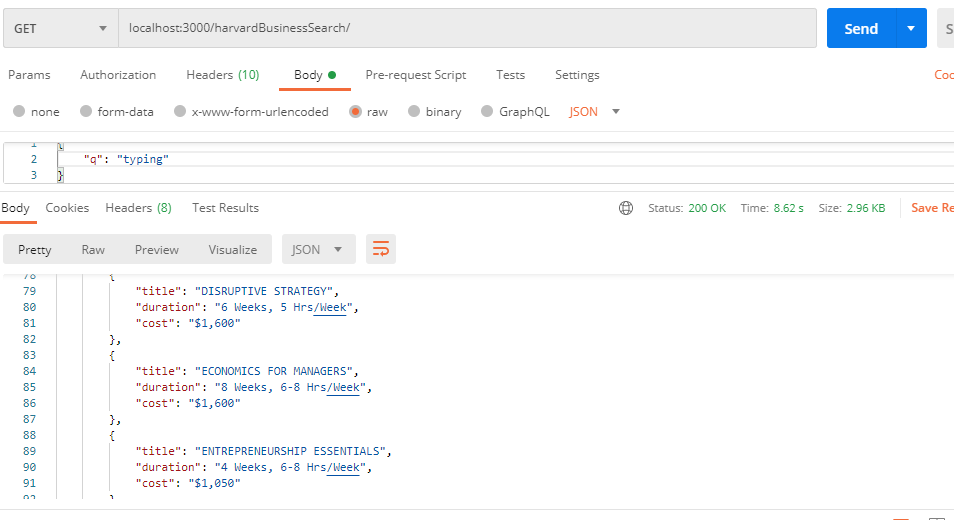 GET localhost:3000/harvardBusinessSearch/ Send
Params Authorization Headers (10) Body Pre-request Script Tests Settings
none form-data x-www-form-urlencoded raw binary GraphQL JSON
1 {
2 "q": "typing"
3 }
Body Cookies Headers (8) Test Results Status: 200 OK Time: 8.62 s Size: 2.96 KB Save Re
Pretty Raw Preview Visualize JSON
78 {
79 "title": "DISRUPTIVE STRATEGY",
80 "duration": "6 Weeks, 5 Hrs/Week",
81 "cost": "$1,600"
82 },
83 {
84 "title": "ECONOMICS FOR MANAGERS",
85 "duration": "8 Weeks, 6-8 Hrs/Week",
86 "cost": "$1,600"
87 },
88 {
89 "title": "ENTREPRENEURSHIP ESSENTIALS",
90 "duration": "4 Weeks, 6-8 Hrs/Week",
91 "cost": "$1,050"
92 }